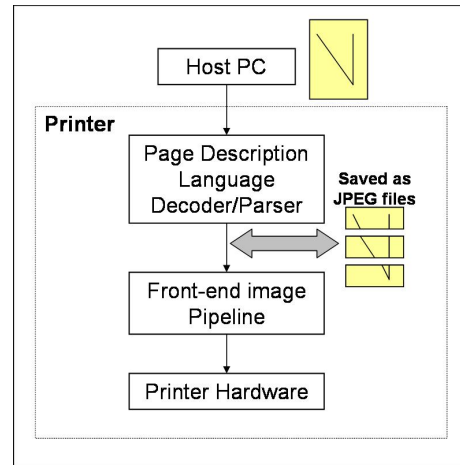 Host PC
Printer
Page Description
Language
Decoder/Parser
Saved as
JPEG files
Front-end image
Pipeline
Printer Hardware